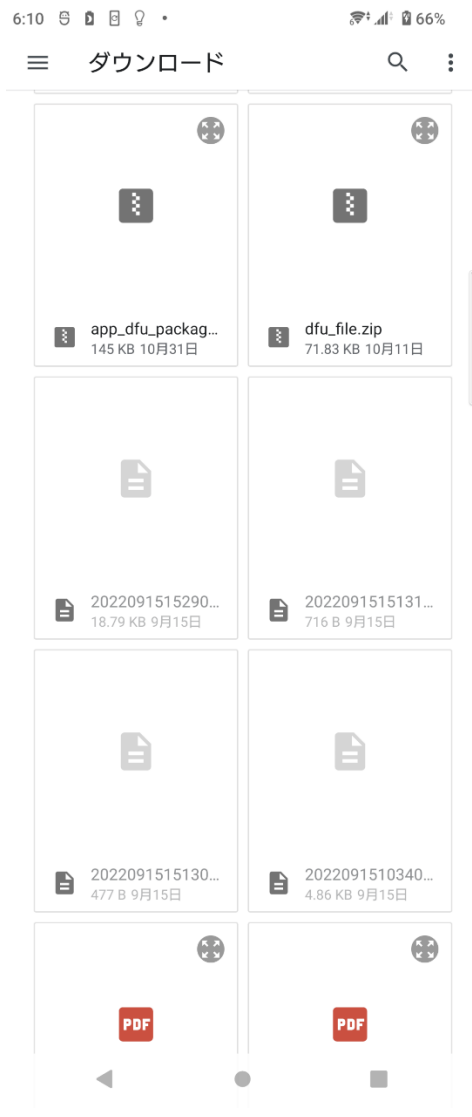 6:10 66%
ダウンロード
app_dfu_packag... dfu_file.zip
145 KB 10月31日 71.83 KB 10月11日
2022091515290... 2022091515131...
18.79 KB 9月15日 716 B 9月15日
2022091515130... 2022091510340...
477 B 9月15日 4.86 KB 9月15日
PDF PDF